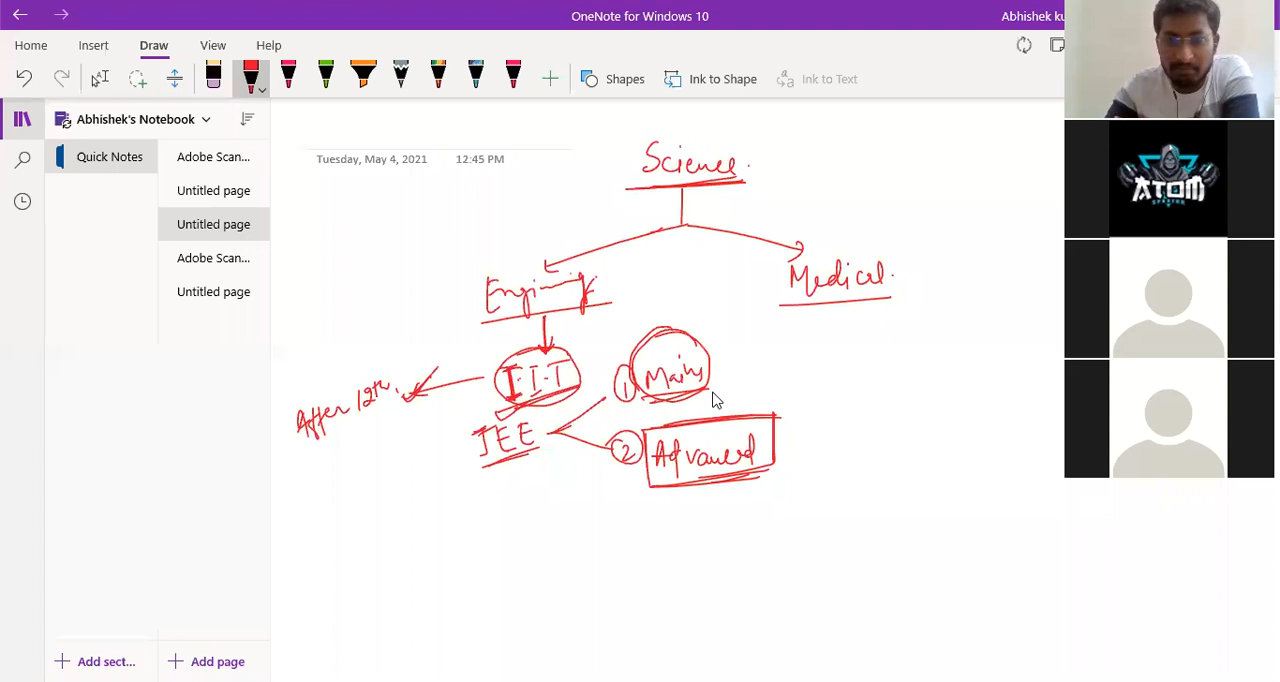 OneNote for Windows 10
Abhishek ku
Home Insert Draw View Help
Shapes Ink to Shape Ink to Text
Abhishek's Notebook
Quick Notes
Adobe Scan...
Untitled page
Untitled page
Adobe Scan...
Untitled page
Tuesday, May 4, 2021 12:45 PM
Science.
Medical.
I.I.T
After 12th.
① Mains
JEE
② Advanced
ATOM
Add sect... Add page